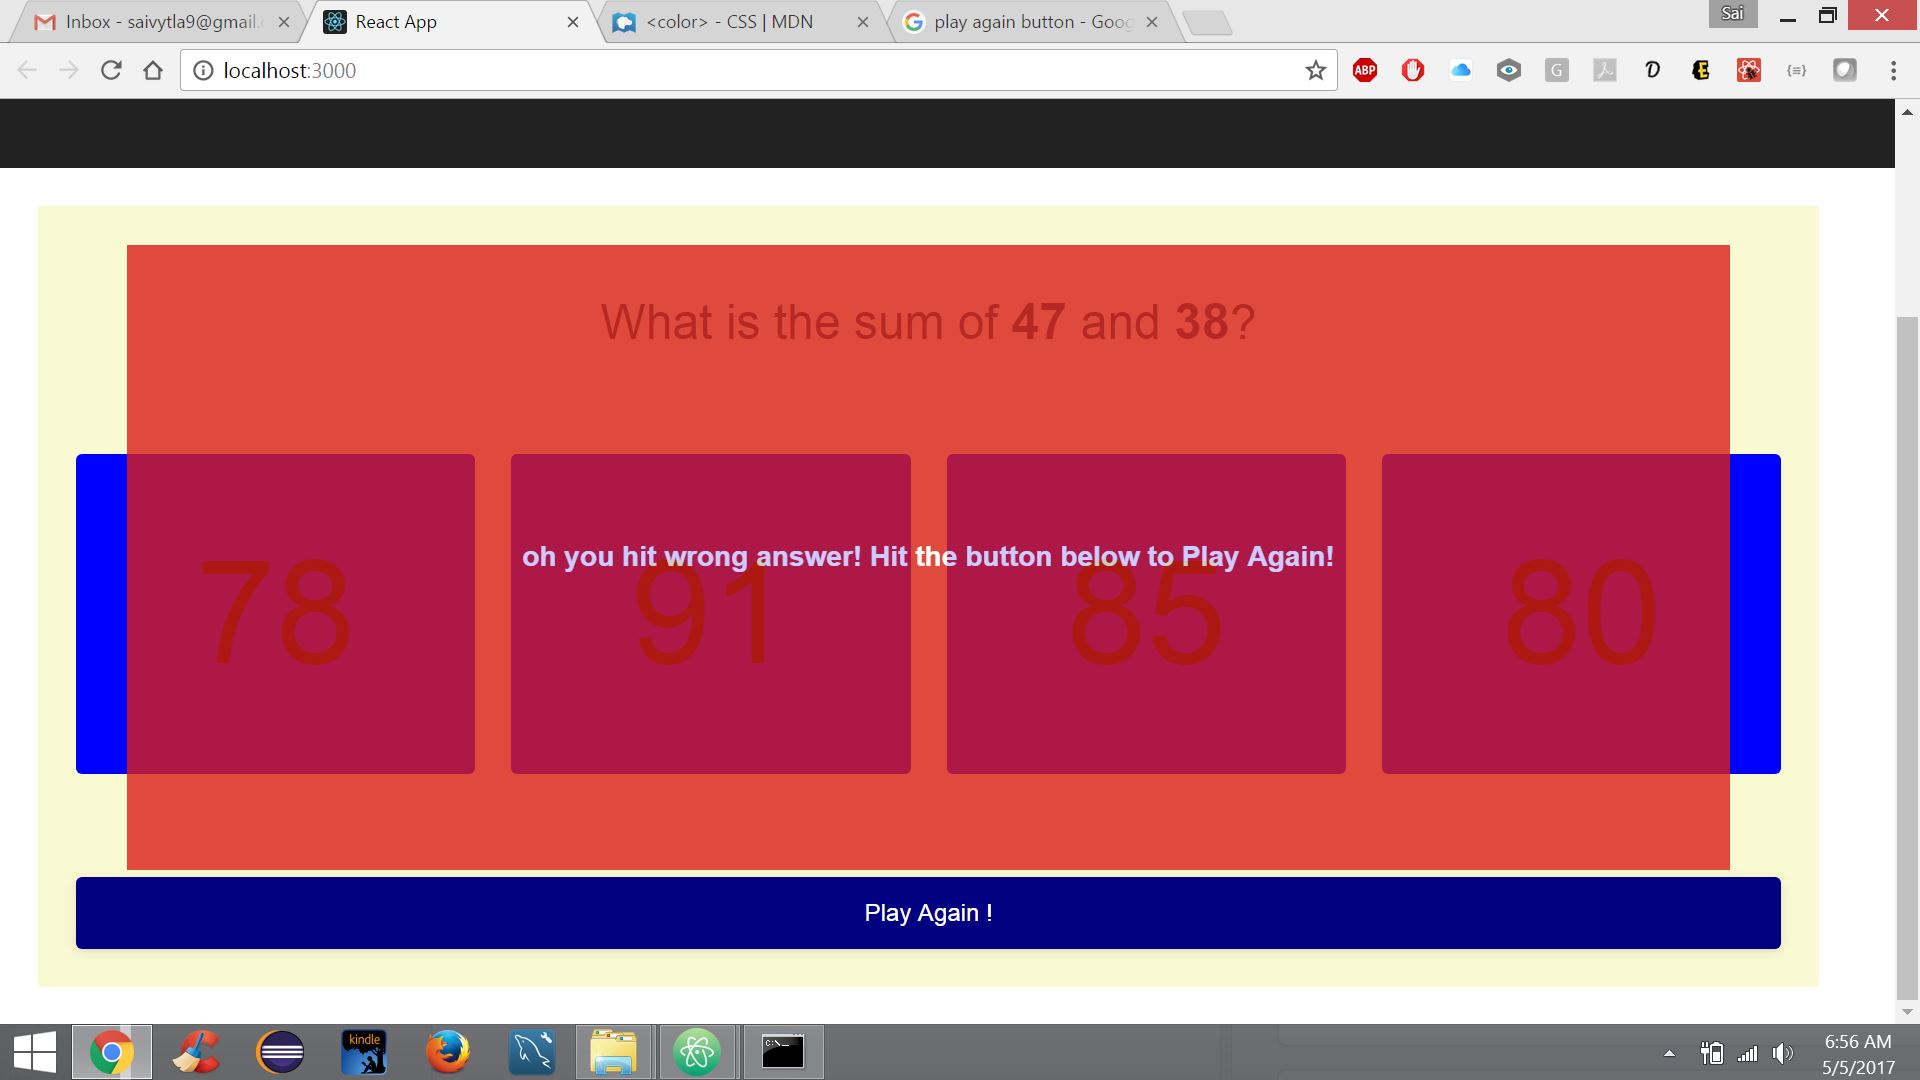 Inbox - saivytla9@gmail.
React App
<color> - CSS | MDN
play again button - Goog
Sai
localhost:3000
ABP
G
What is the sum of 47 and 38?
oh you hit wrong answer! Hit the button below to Play Again!
78 91 85 80
Play Again !
kindle
C:\
6:56 AM
5/5/2017